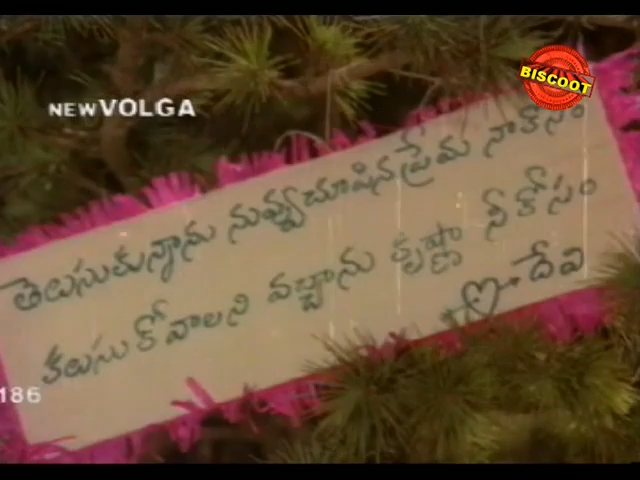 BISCOOT
NEWVOLGA
తెలుసుకున్నాను నువ్వుచూపిన ప్రేమ నాకోసం
కలుసుకోవాలని వచ్చాను కృష్ణా నీకోసం
దేవి
186